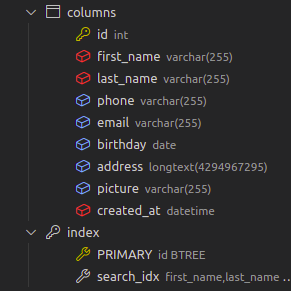 columns
id int
first_name varchar(255)
last_name varchar(255)
phone varchar(255)
email varchar(255)
birthday date
address longtext(4294967295)
picture varchar(255)
created_at datetime
index
PRIMARY id BTREE
search_idx first_name,last_name ..